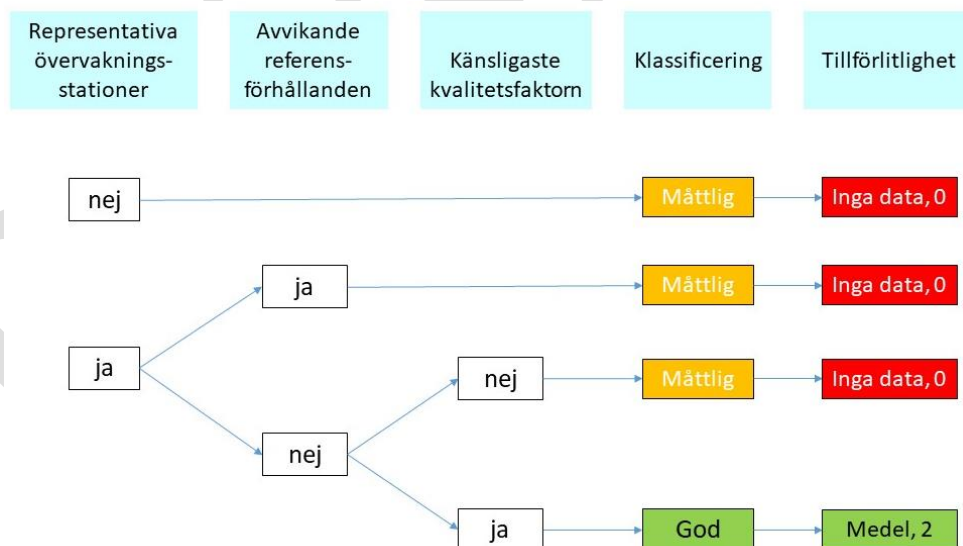 Representativa
övervaknings-
stationer
Avvikande
referens-
förhållanden
Känsligaste
kvalitetsfaktorn
Klassificering
Tillförlitlighet
nej
Måttlig
Inga data, 0
ja
Måttlig
Inga data, 0
ja
nej
Måttlig
Inga data, 0
nej
ja
God
Medel, 2